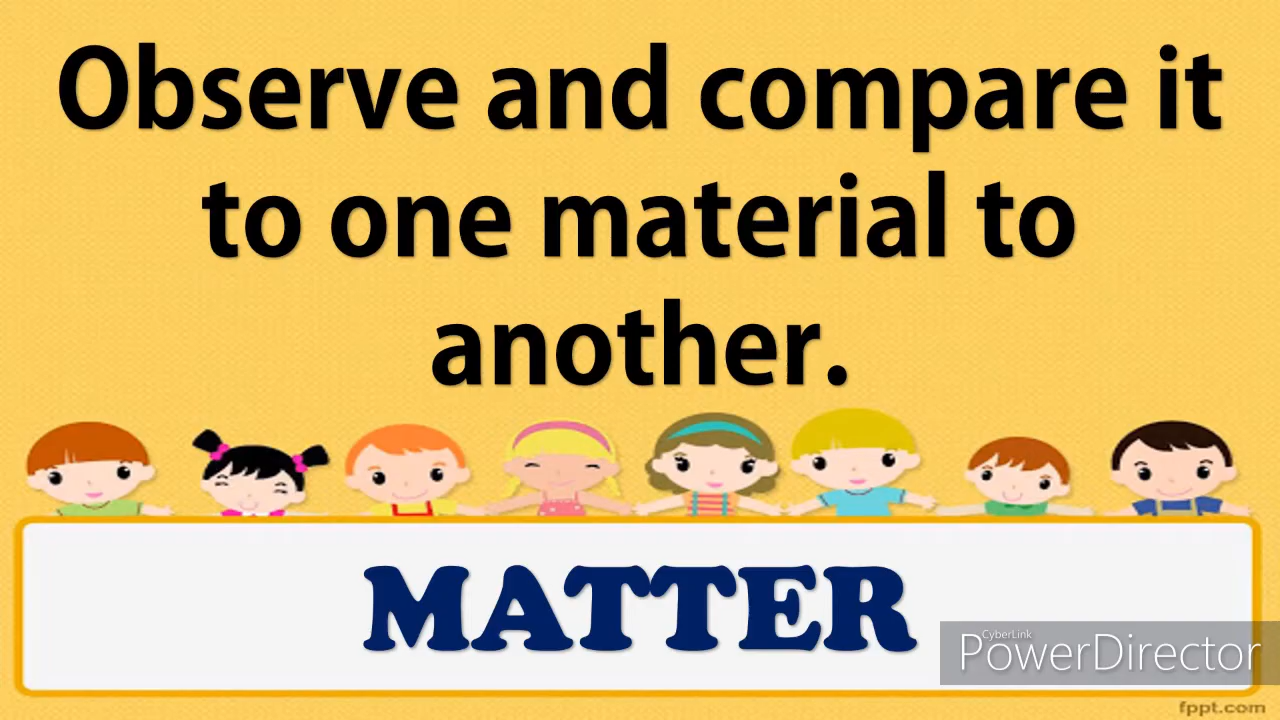 Observe and compare it
to one material to
another.
MATTER
CyberLink
PowerDirector
fppt.com